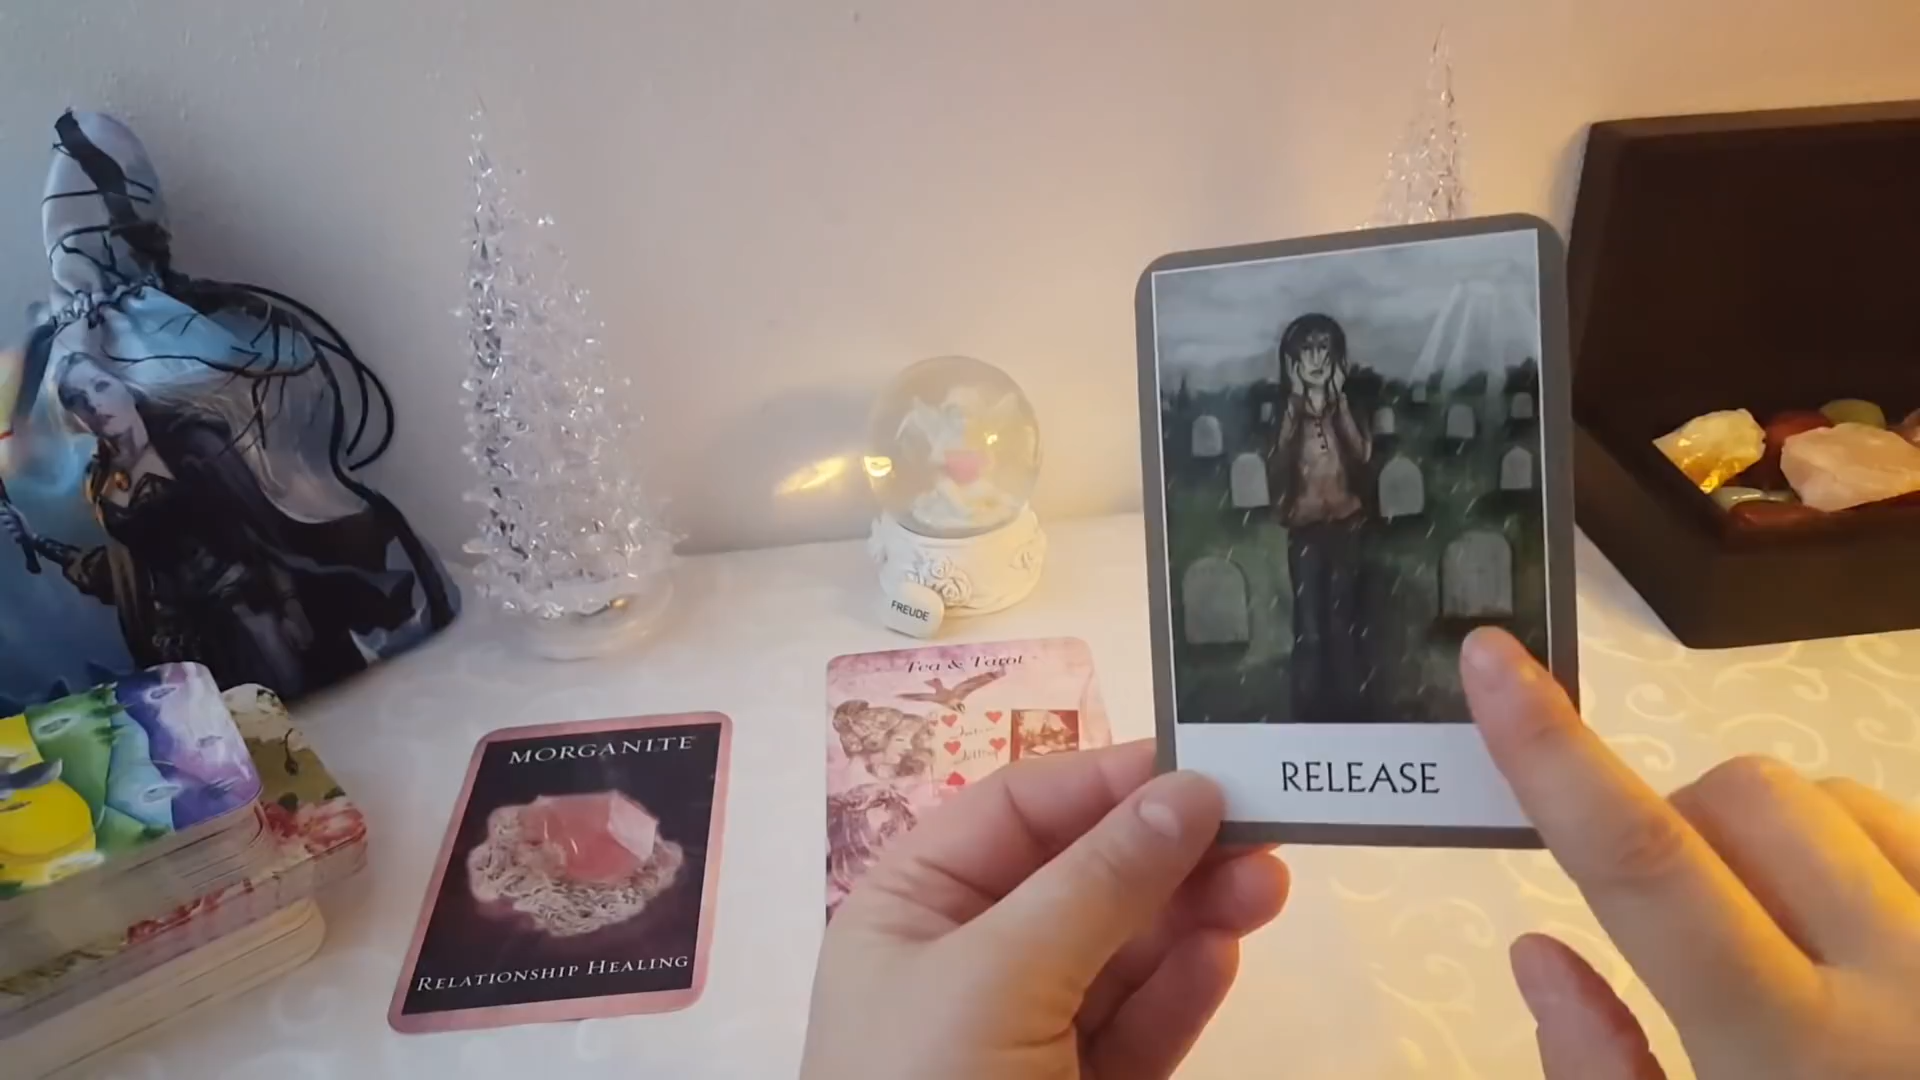 FREUDE
Tea & Tarot
MORGANITE
RELATIONSHIP HEALING
RELEASE